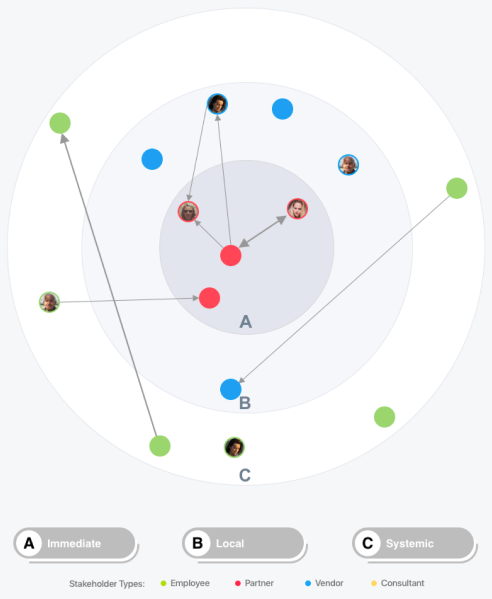 A
B
C
A Immediate
B Local
C Systemic
Stakeholder Types: Employee Partner Vendor Consultant